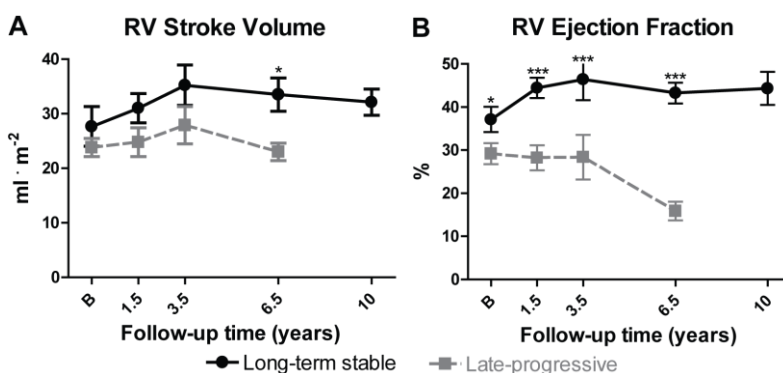 A
RV Stroke Volume
40
30
20
10
0
ml · m⁻²
*
B
1.5
3.5
6.5
10
Follow-up time (years)
B
RV Ejection Fraction
50
40
30
20
10
0
%
*
***
***
***
B
1.5
3.5
6.5
10
Follow-up time (years)
Long-term stable
Late-progressive